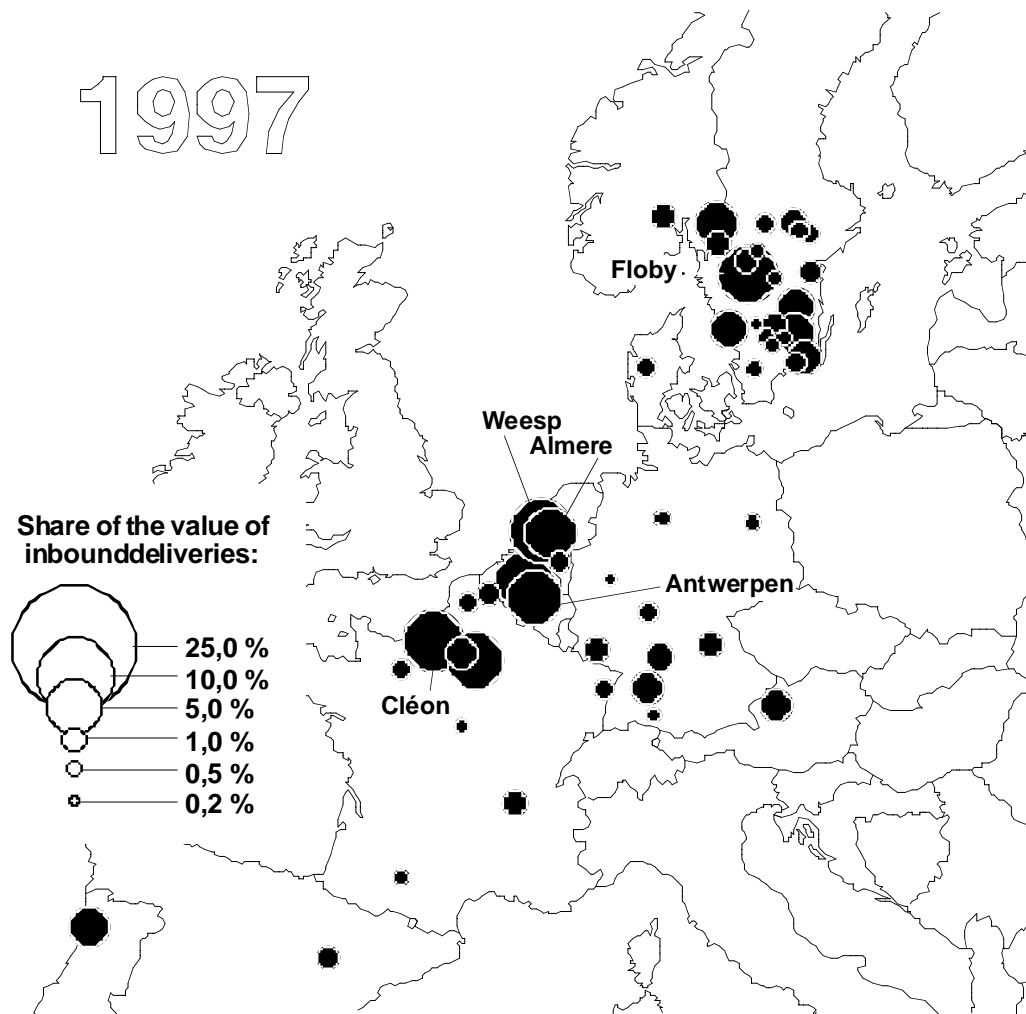 1997
Floby
Weesp
Almere
Share of the value of
inbounddeliveries:
Antwerpen
25,0 %
10,0 %
5,0 %
1,0 %
0,5 %
0,2 %
Cléon